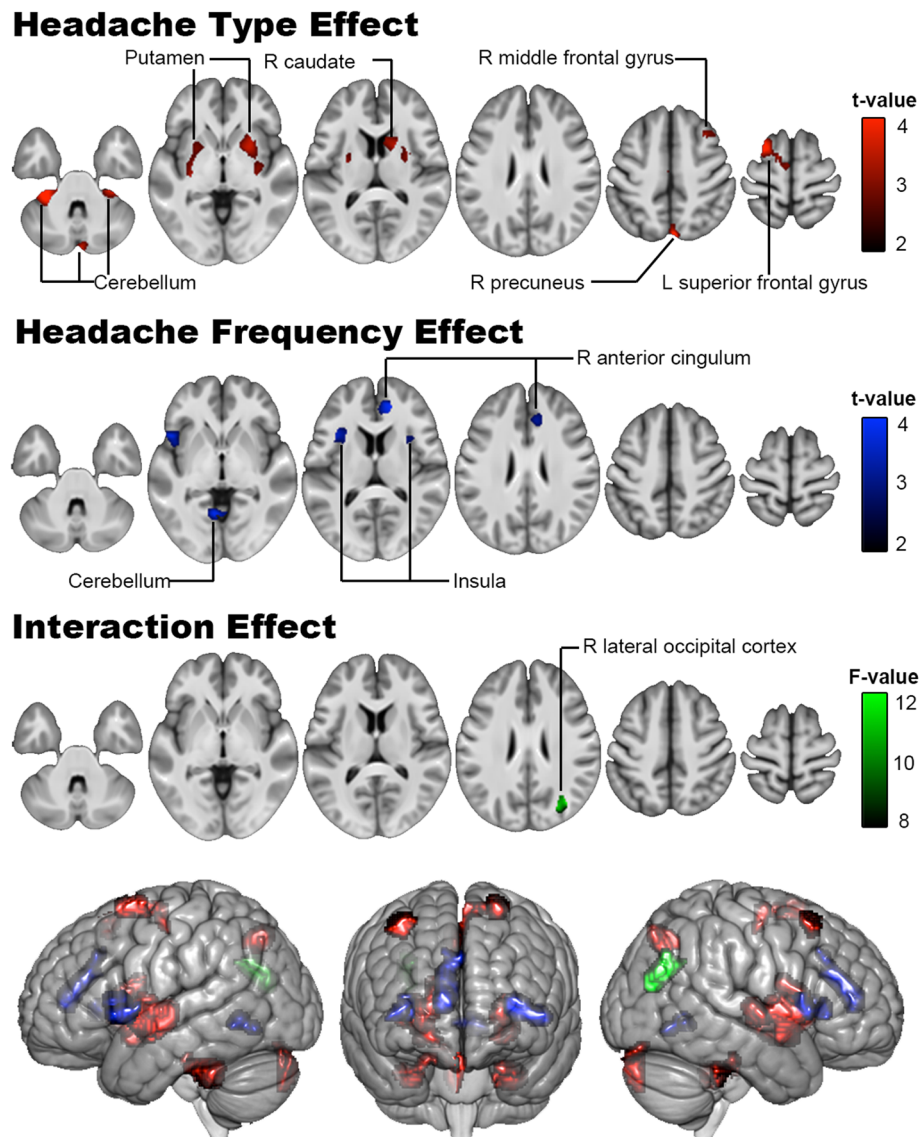 Headache Type Effect
Putamen
R caudate
R middle frontal gyrus
t-value
4
3
2
Cerebellum
R precuneus
L superior frontal gyrus
Headache Frequency Effect
R anterior cingulum
t-value
4
3
2
Cerebellum
Insula
Interaction Effect
R lateral occipital cortex
F-value
12
10
8